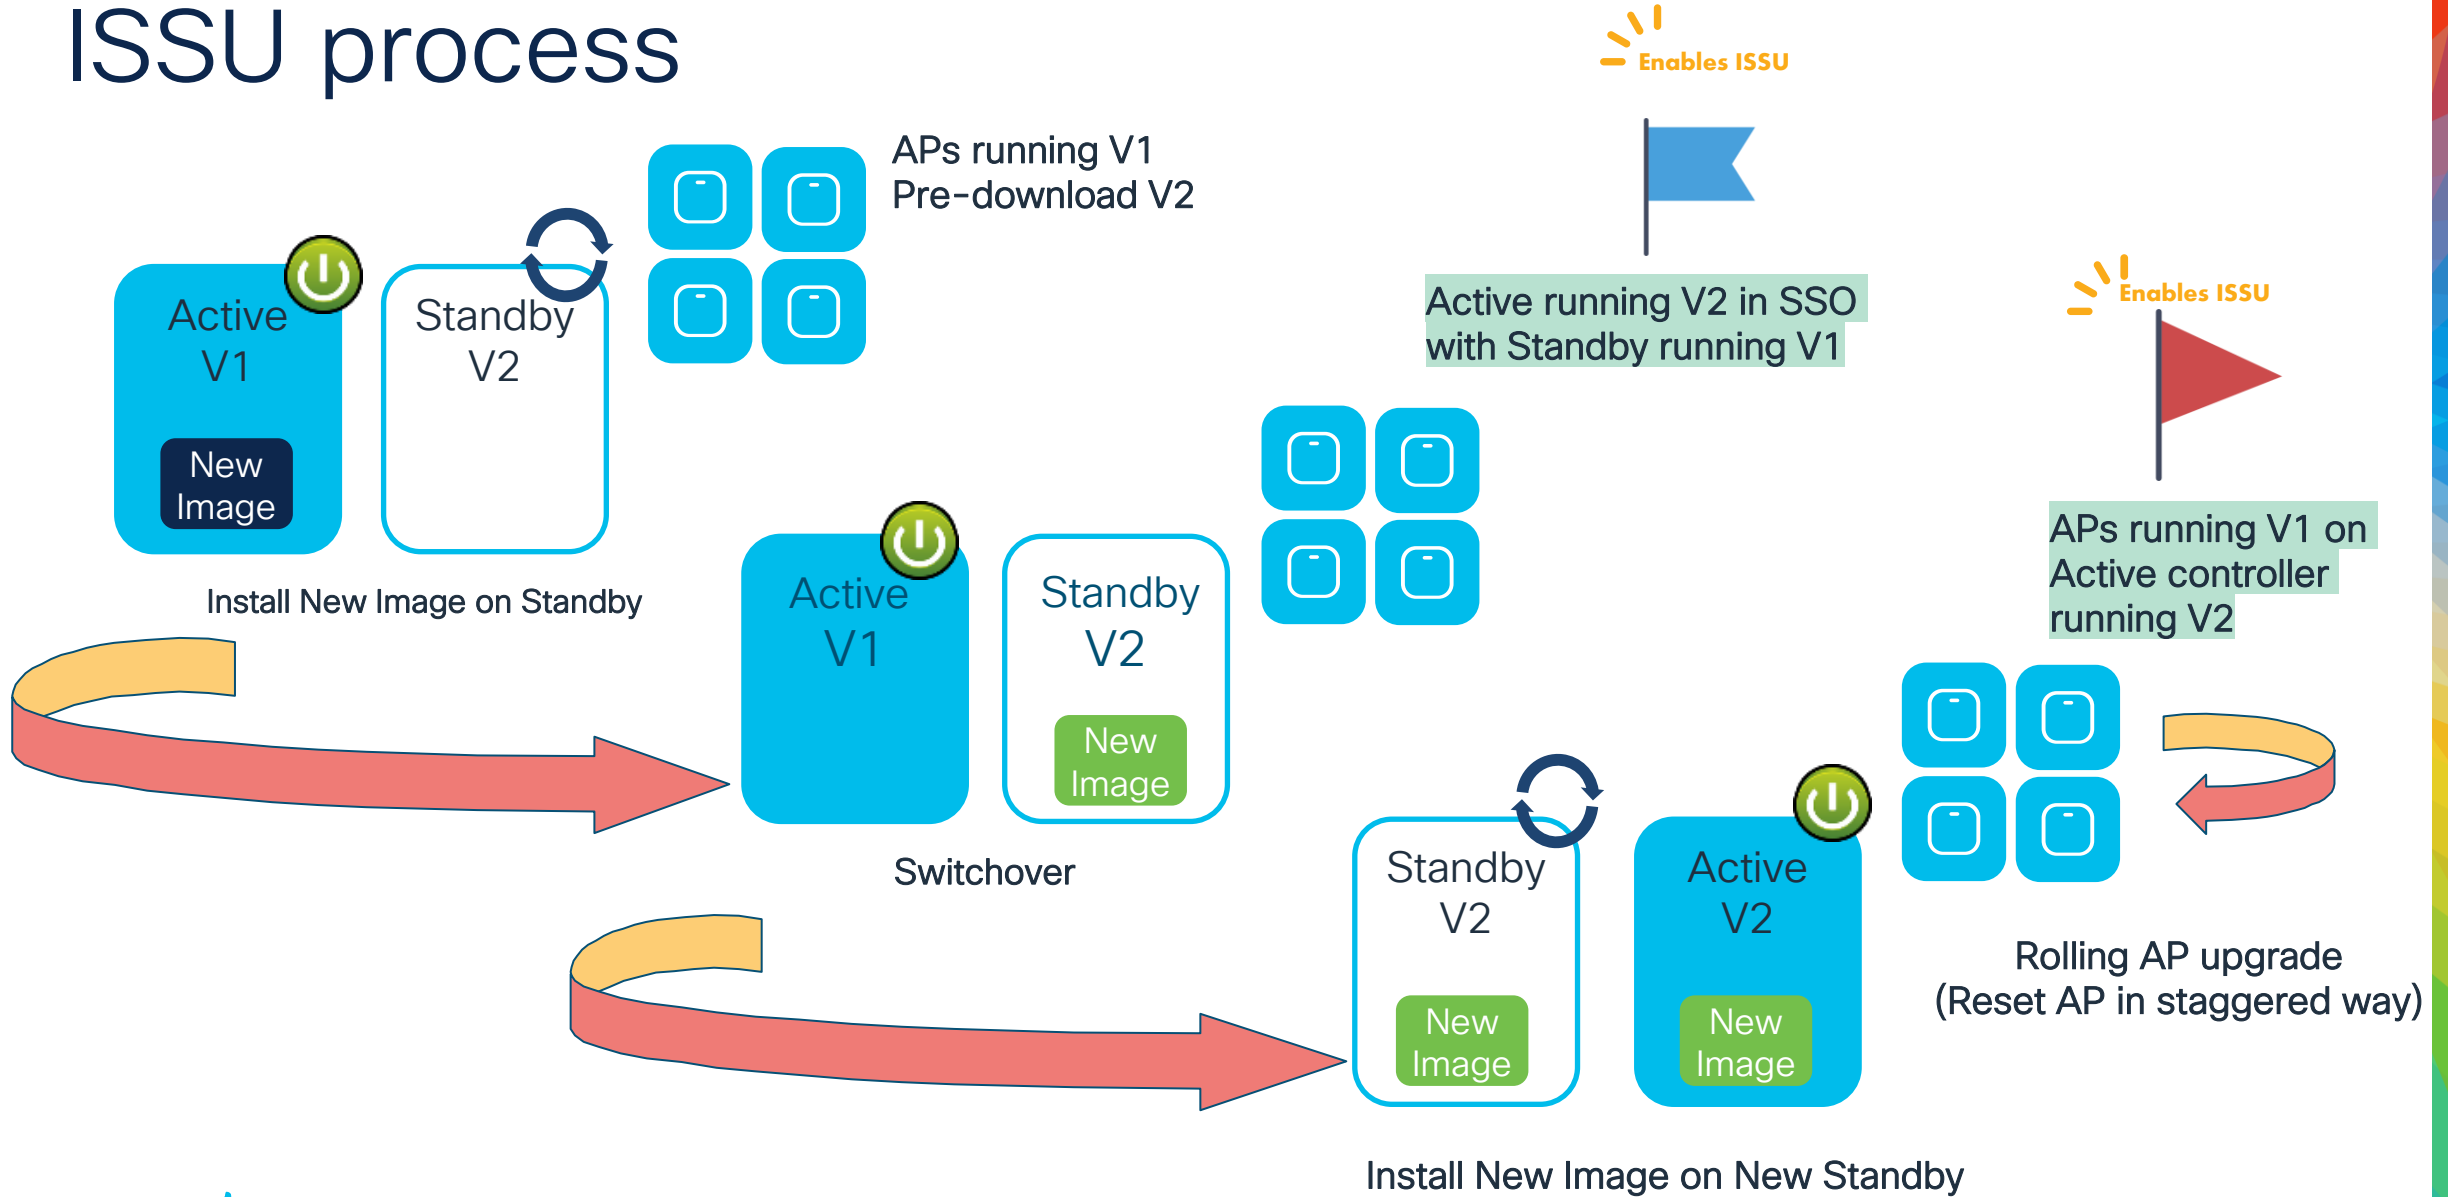 ISSU process
Enables ISSU
APs running V1
Pre-download V2
Active
V1
New
Image
Standby
V2
Install New Image on Standby
Active running V2 in SSO
with Standby running V1
Enables ISSU
APs running V1 on
Active controller
running V2
Active
V1
Standby
V2
New
Image
Switchover
Standby
V2
New
Image
Active
V2
New
Image
Rolling AP upgrade
(Reset AP in staggered way)
Install New Image on New Standby